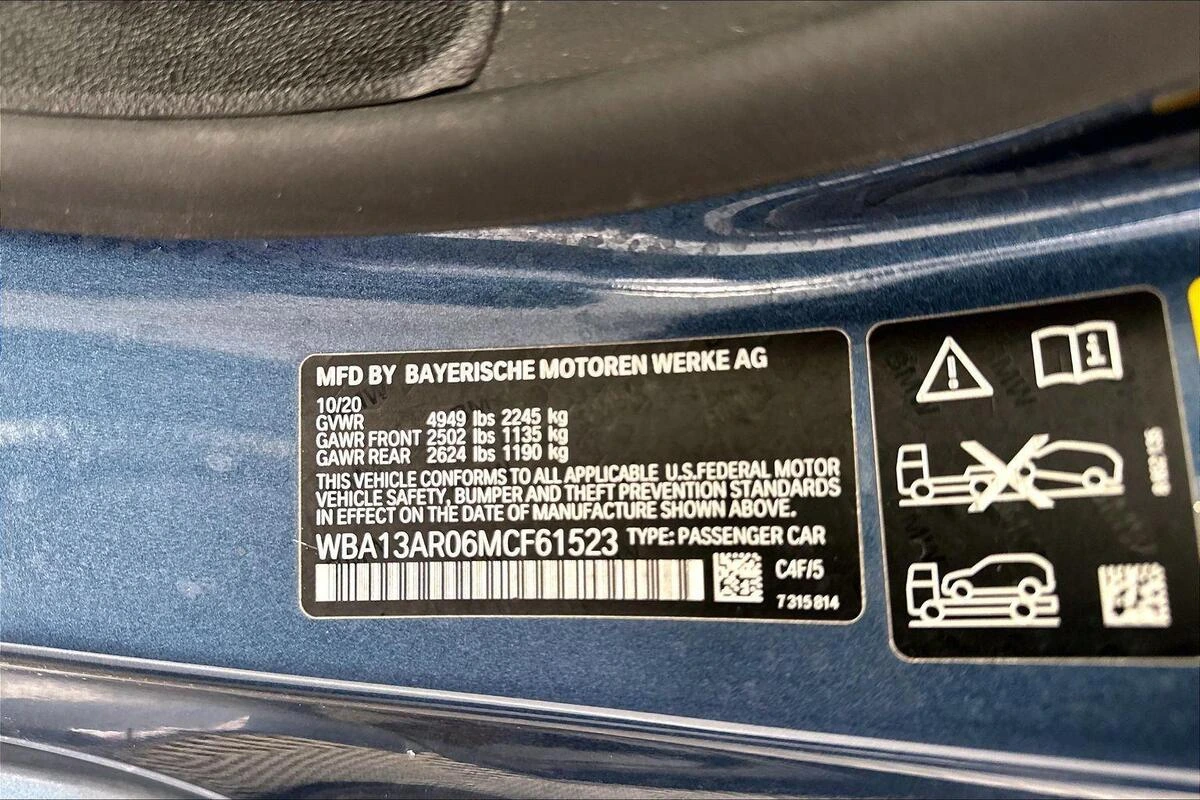 MFD BY BAYERISCHE MOTOREN WERKE AG
10/20
GVWR 4949 lbs 2245 kg
GAWR FRONT 2502 lbs 1135 kg
GAWR REAR 2624 lbs 1190 kg
THIS VEHICLE CONFORMS TO ALL APPLICABLE U.S.FEDERAL MOTOR
VEHICLE SAFETY, BUMPER AND THEFT PREVENTION STANDARDS
IN EFFECT ON THE DATE OF MANUFACTURE SHOWN ABOVE.
WBA13AR06MCF61523 TYPE: PASSENGER CAR
C4F/5
7315814